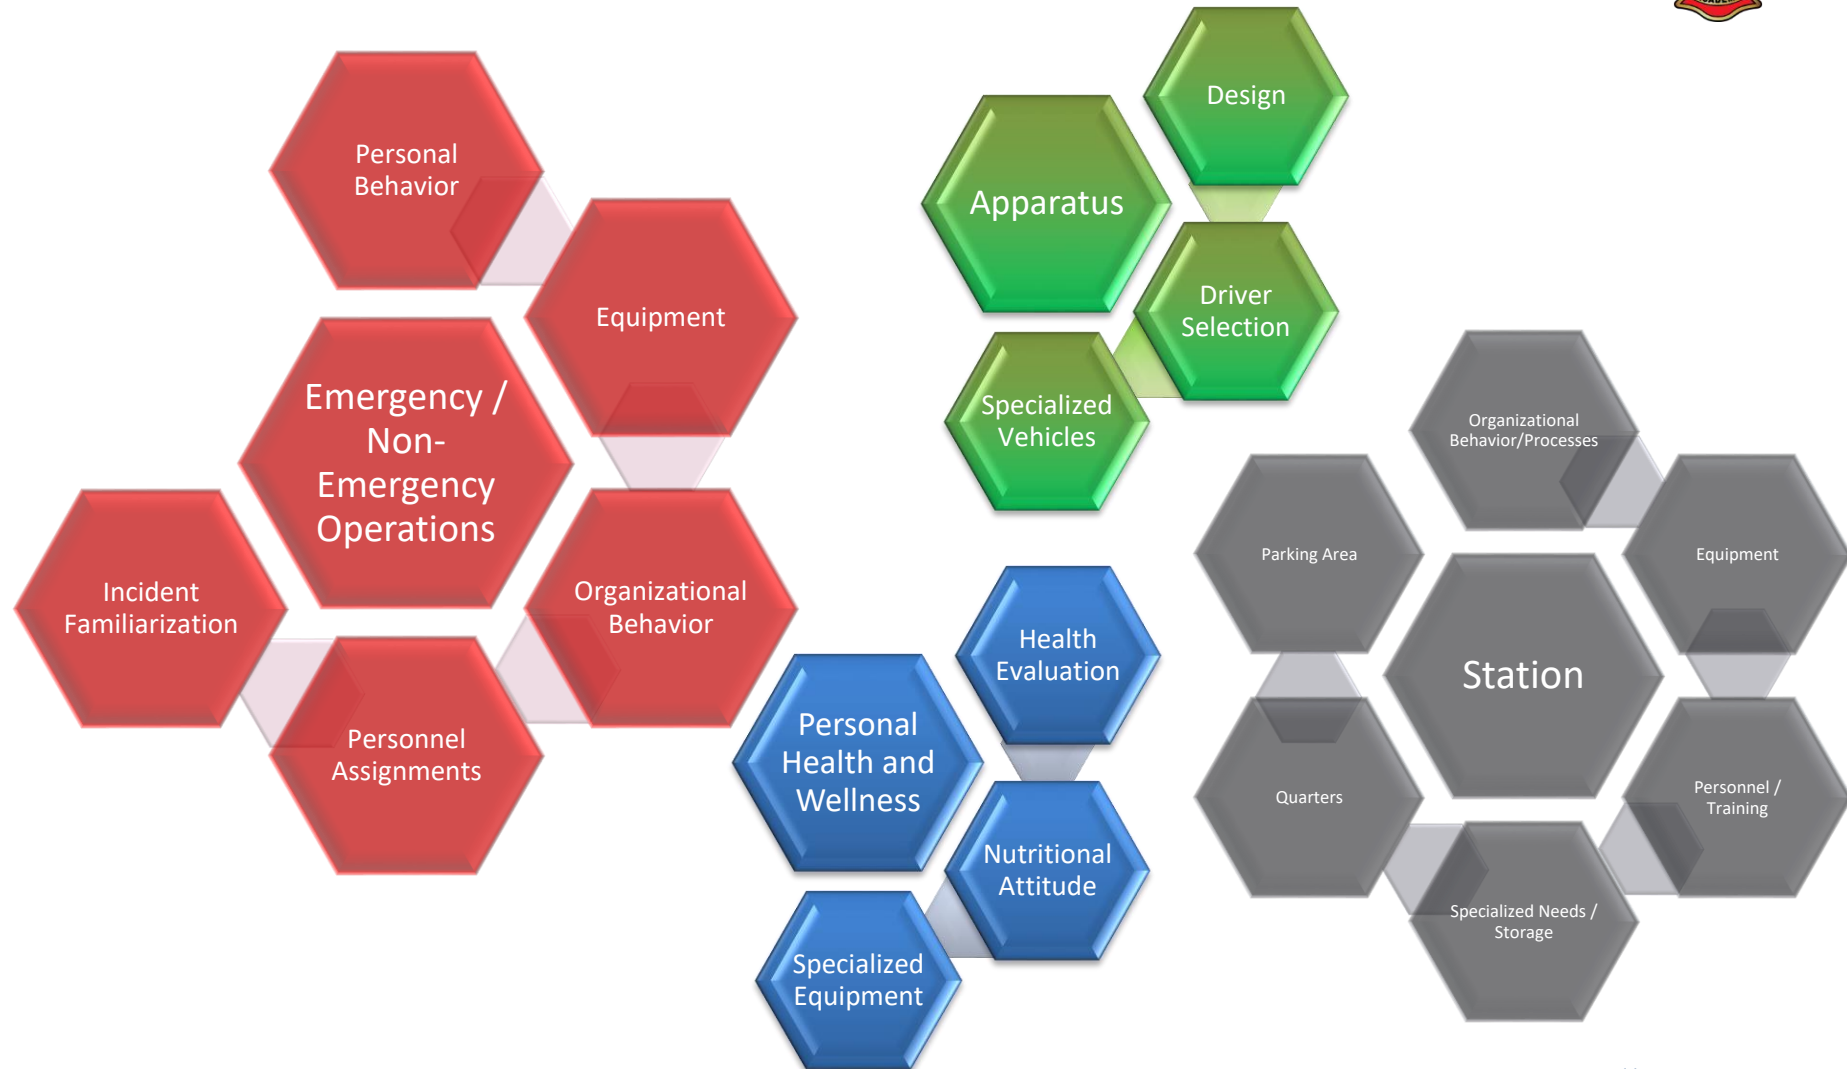 Personal
Behavior
Equipment
Emergency /
Non-
Emergency
Operations
Organizational
Behavior
Personnel
Assignments
Incident
Familiarization
Design
Apparatus
Driver
Selection
Specialized
Vehicles
Health
Evaluation
Personal
Health and
Wellness
Nutritional
Attitude
Specialized
Equipment
Organizational
Behavior/Processes
Parking Area
Equipment
Station
Quarters
Personnel /
Training
Specialized Needs /
Storage